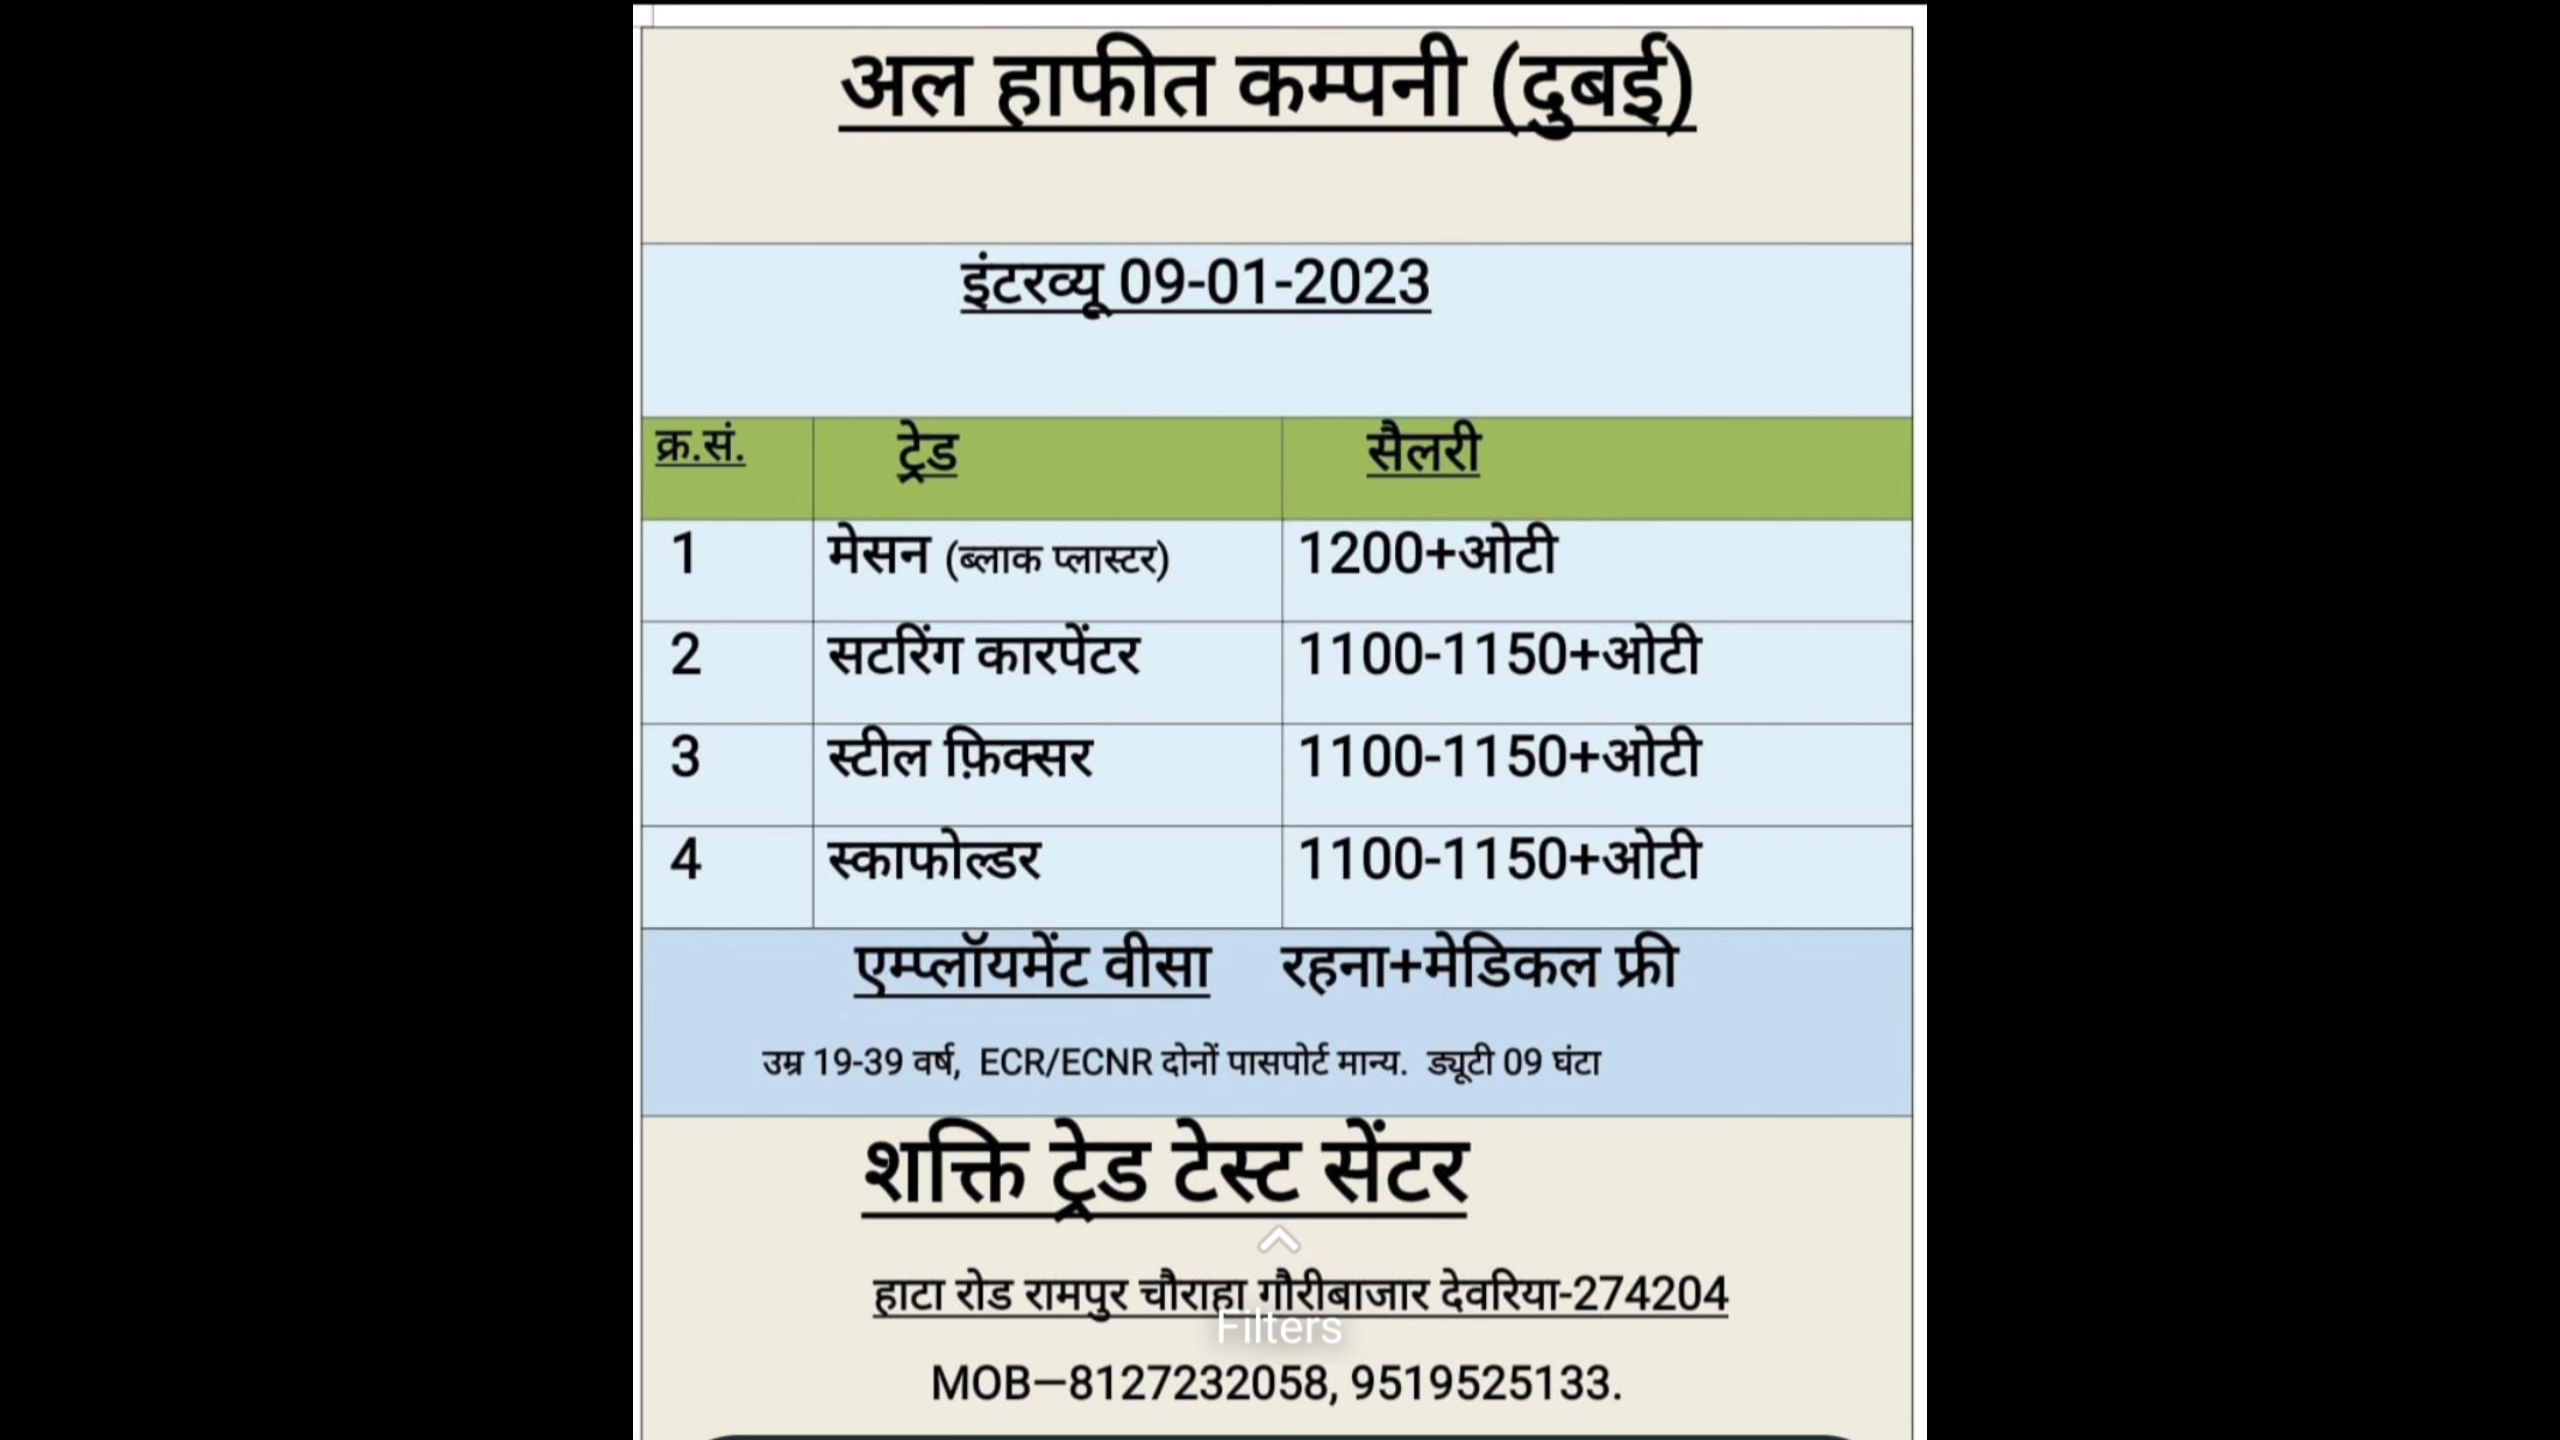 अल हाफीत कम्पनी (दुबई)
इंटरव्यू 09-01-2023
क्र.सं. ट्रेड सैलरी
1 मेसन (ब्लाक प्लास्टर) 1200+ओटी
2 सटरिंग कारपेंटर 1100-1150+ओटी
3 स्टील फ़िक्सर 1100-1150+ओटी
4 स्काफोल्डर 1100-1150+ओटी
एम्प्लॉयमेंट वीसा रहना+मेडिकल फ्री
उम्र 19-39 वर्ष, ECR/ECNR दोनों पासपोर्ट मान्य. ड्यूटी 09 घंटा
शक्ति ट्रेड टेस्ट सेंटर
हाटा रोड रामपुर चौराहा गौरीबाजार देवरिया-274204
Filters
MOB—8127232058, 9519525133.